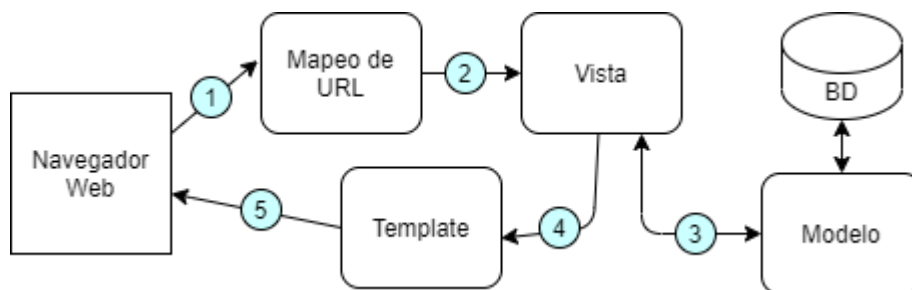 1
Mapeo de
URL
2
Vista
BD
Navegador
Web
5
Template
4
3
Modelo